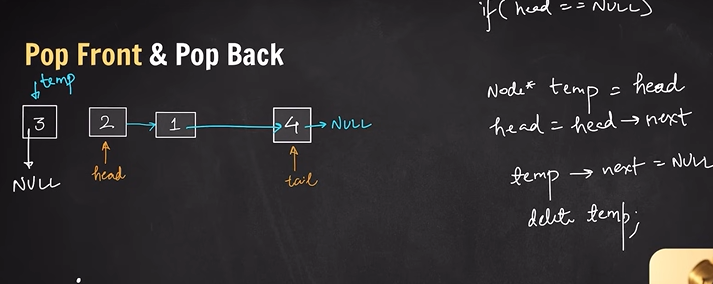 if(head == NULL)
Pop Front & Pop Back
temp
3 2 1 4 → NULL
NULL
head
tail
Node* temp = head
head = head → next
temp → next = NULL
delete temp;